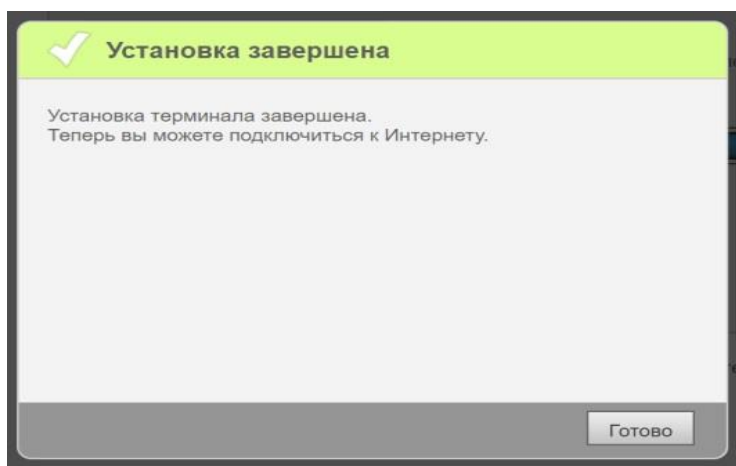 Установка завершена
Установка терминала завершена.
Теперь вы можете подключиться к Интернету.
Готово